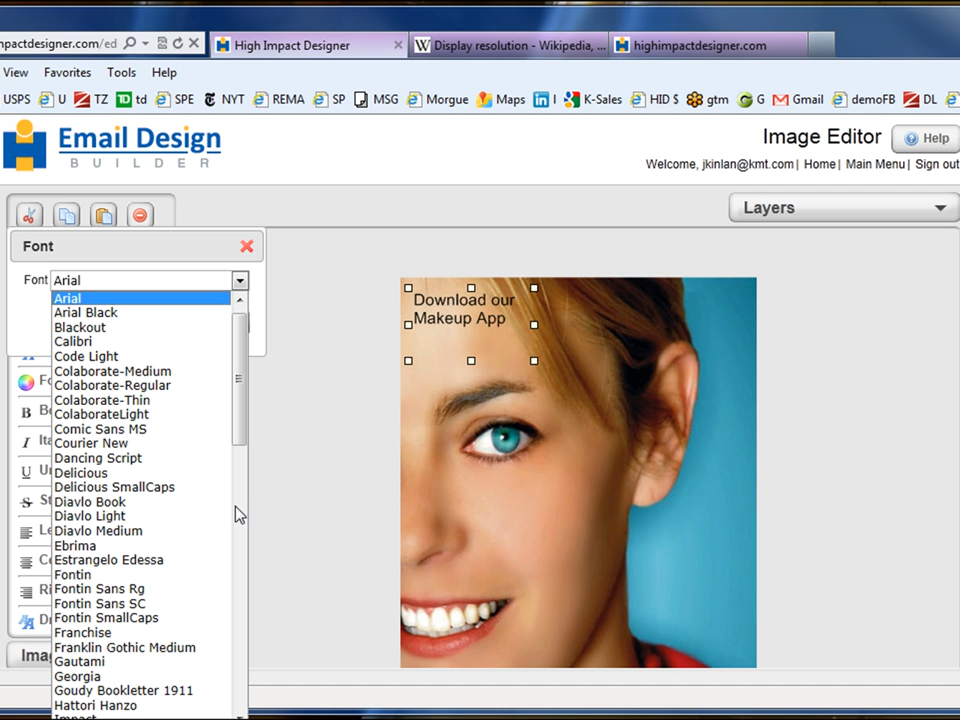 npactdesigner.com/ed
High Impact Designer
Display resolution - Wikipedia, ...
highimpactdesigner.com
View Favorites Tools Help
USPS U TZ td SPE NYT REMA SP MSG Morgue Maps I K-Sales HID $ gtm G Gmail demoFB DL
Email Design
BUILDER
Image Editor
Help
Welcome, jkinlan@kmt.com | Home | Main Menu | Sign out
Layers
Font
Font Arial
Arial
Arial Black
Blackout
Calibri
Code Light
Colaborate-Medium
Colaborate-Regular
Colaborate-Thin
ColaborateLight
Comic Sans MS
Courier New
Dancing Script
Delicious
Delicious SmallCaps
Diavlo Book
Diavlo Light
Diavlo Medium
Ebrima
Estrangelo Edessa
Fontin
Fontin Sans Rg
Fontin Sans SC
Fontin SmallCaps
Franchise
Franklin Gothic Medium
Gautami
Georgia
Goudy Bookletter 1911
Hattori Hanzo
Impact
Download our
Makeup App